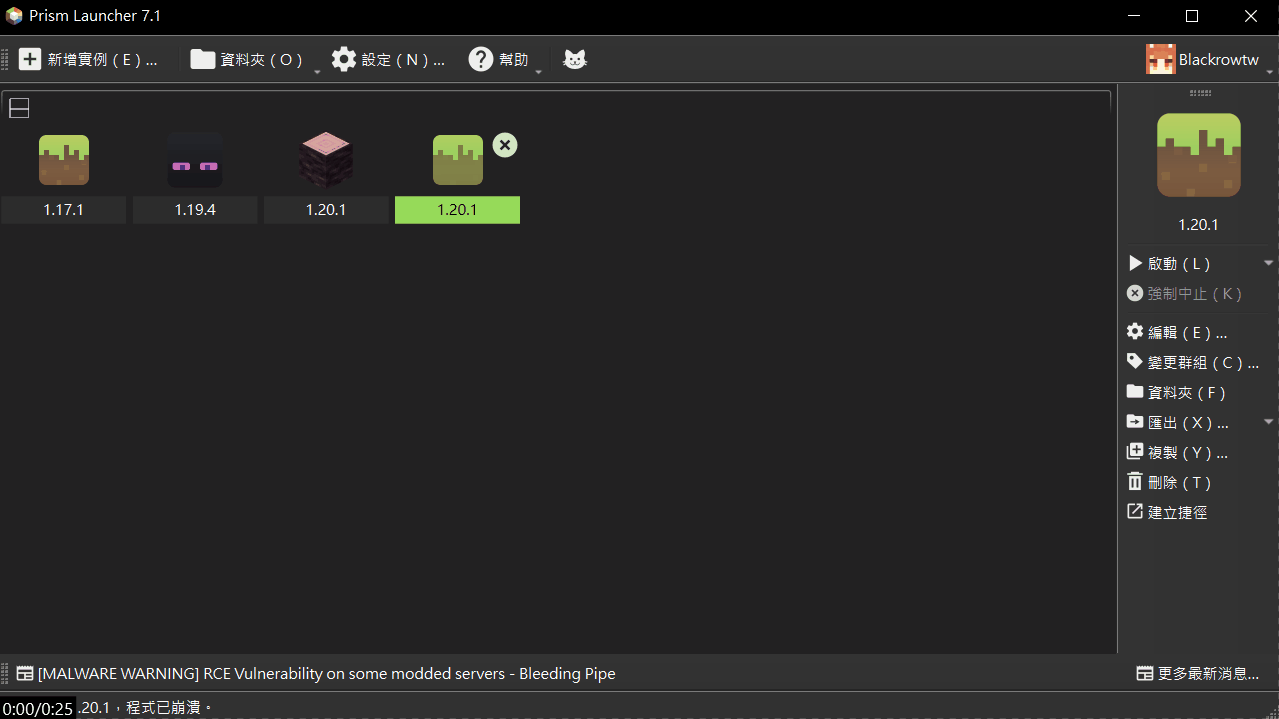 Prism Launcher 7.1
新增實例 ( E ) ...
資料夾 ( O )
設定 ( N ) ...
幫助
Blackrowtw
1.17.1
1.19.4
1.20.1
1.20.1
1.20.1
啟動 ( L )
強制中止 ( K )
編輯 ( E ) ...
變更群組 ( C ) ...
資料夾 ( F )
匯出 ( X ) ...
複製 ( Y ) ...
刪除 ( T )
建立捷徑
[MALWARE WARNING] RCE Vulnerability on some modded servers - Bleeding Pipe
更多最新消息...
0:00/0:25 .20.1，程式已崩潰。